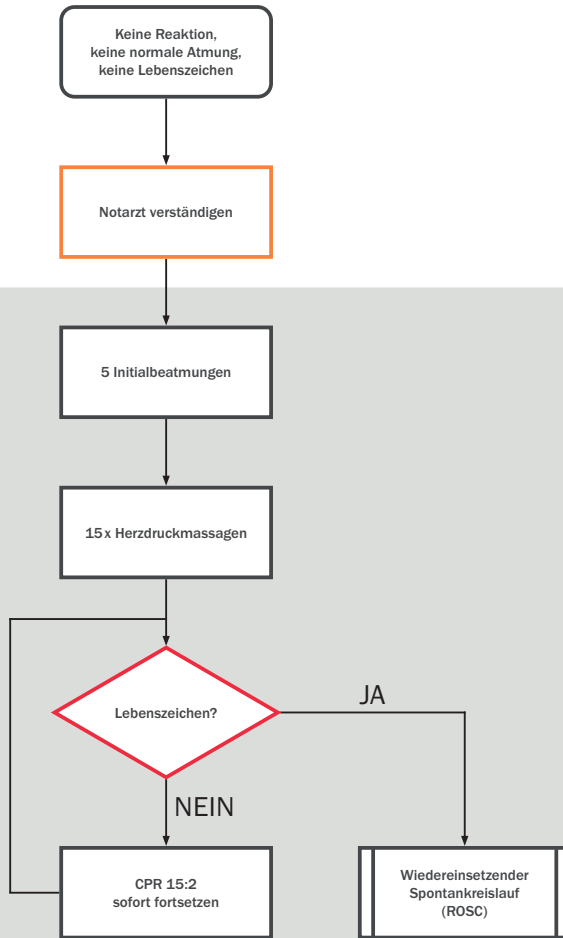 Keine Reaktion,
keine normale Atmung,
keine Lebenszeichen
Notarzt verständigen
5 Initialbeatmungen
15x Herzdruckmassagen
Lebenszeichen?
JA
NEIN
CPR 15:2
sofort fortsetzen
Wiedereinsetzender
Spontankreislauf
(ROSC)